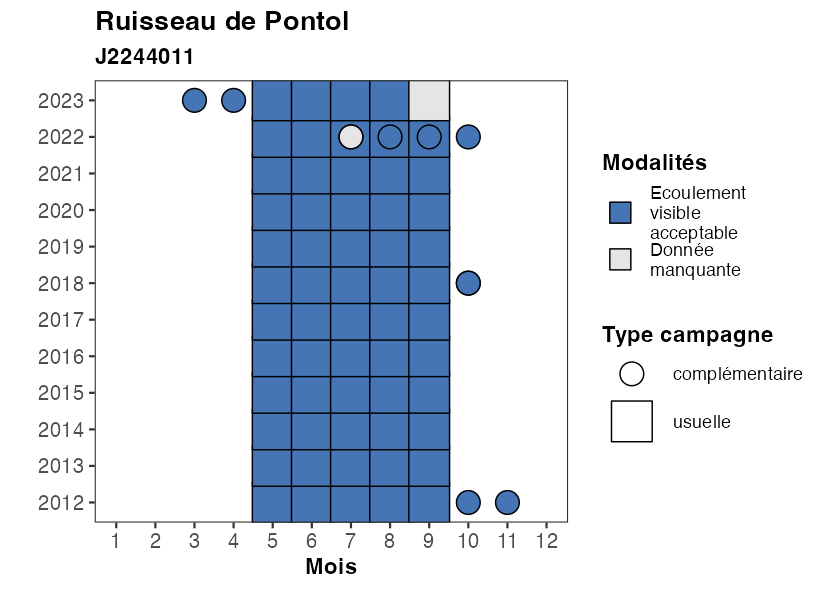 Ruisseau de Pontol
J2244011
2023
2022
2021
2020
2019
2018
2017
2016
2015
2014
2013
2012
1 2 3 4 5 6 7 8 9 10 11 12
Mois
Modalités
Ecoulement
visible
acceptable
Donnée
manquante
Type campagne
complémentaire
usuelle